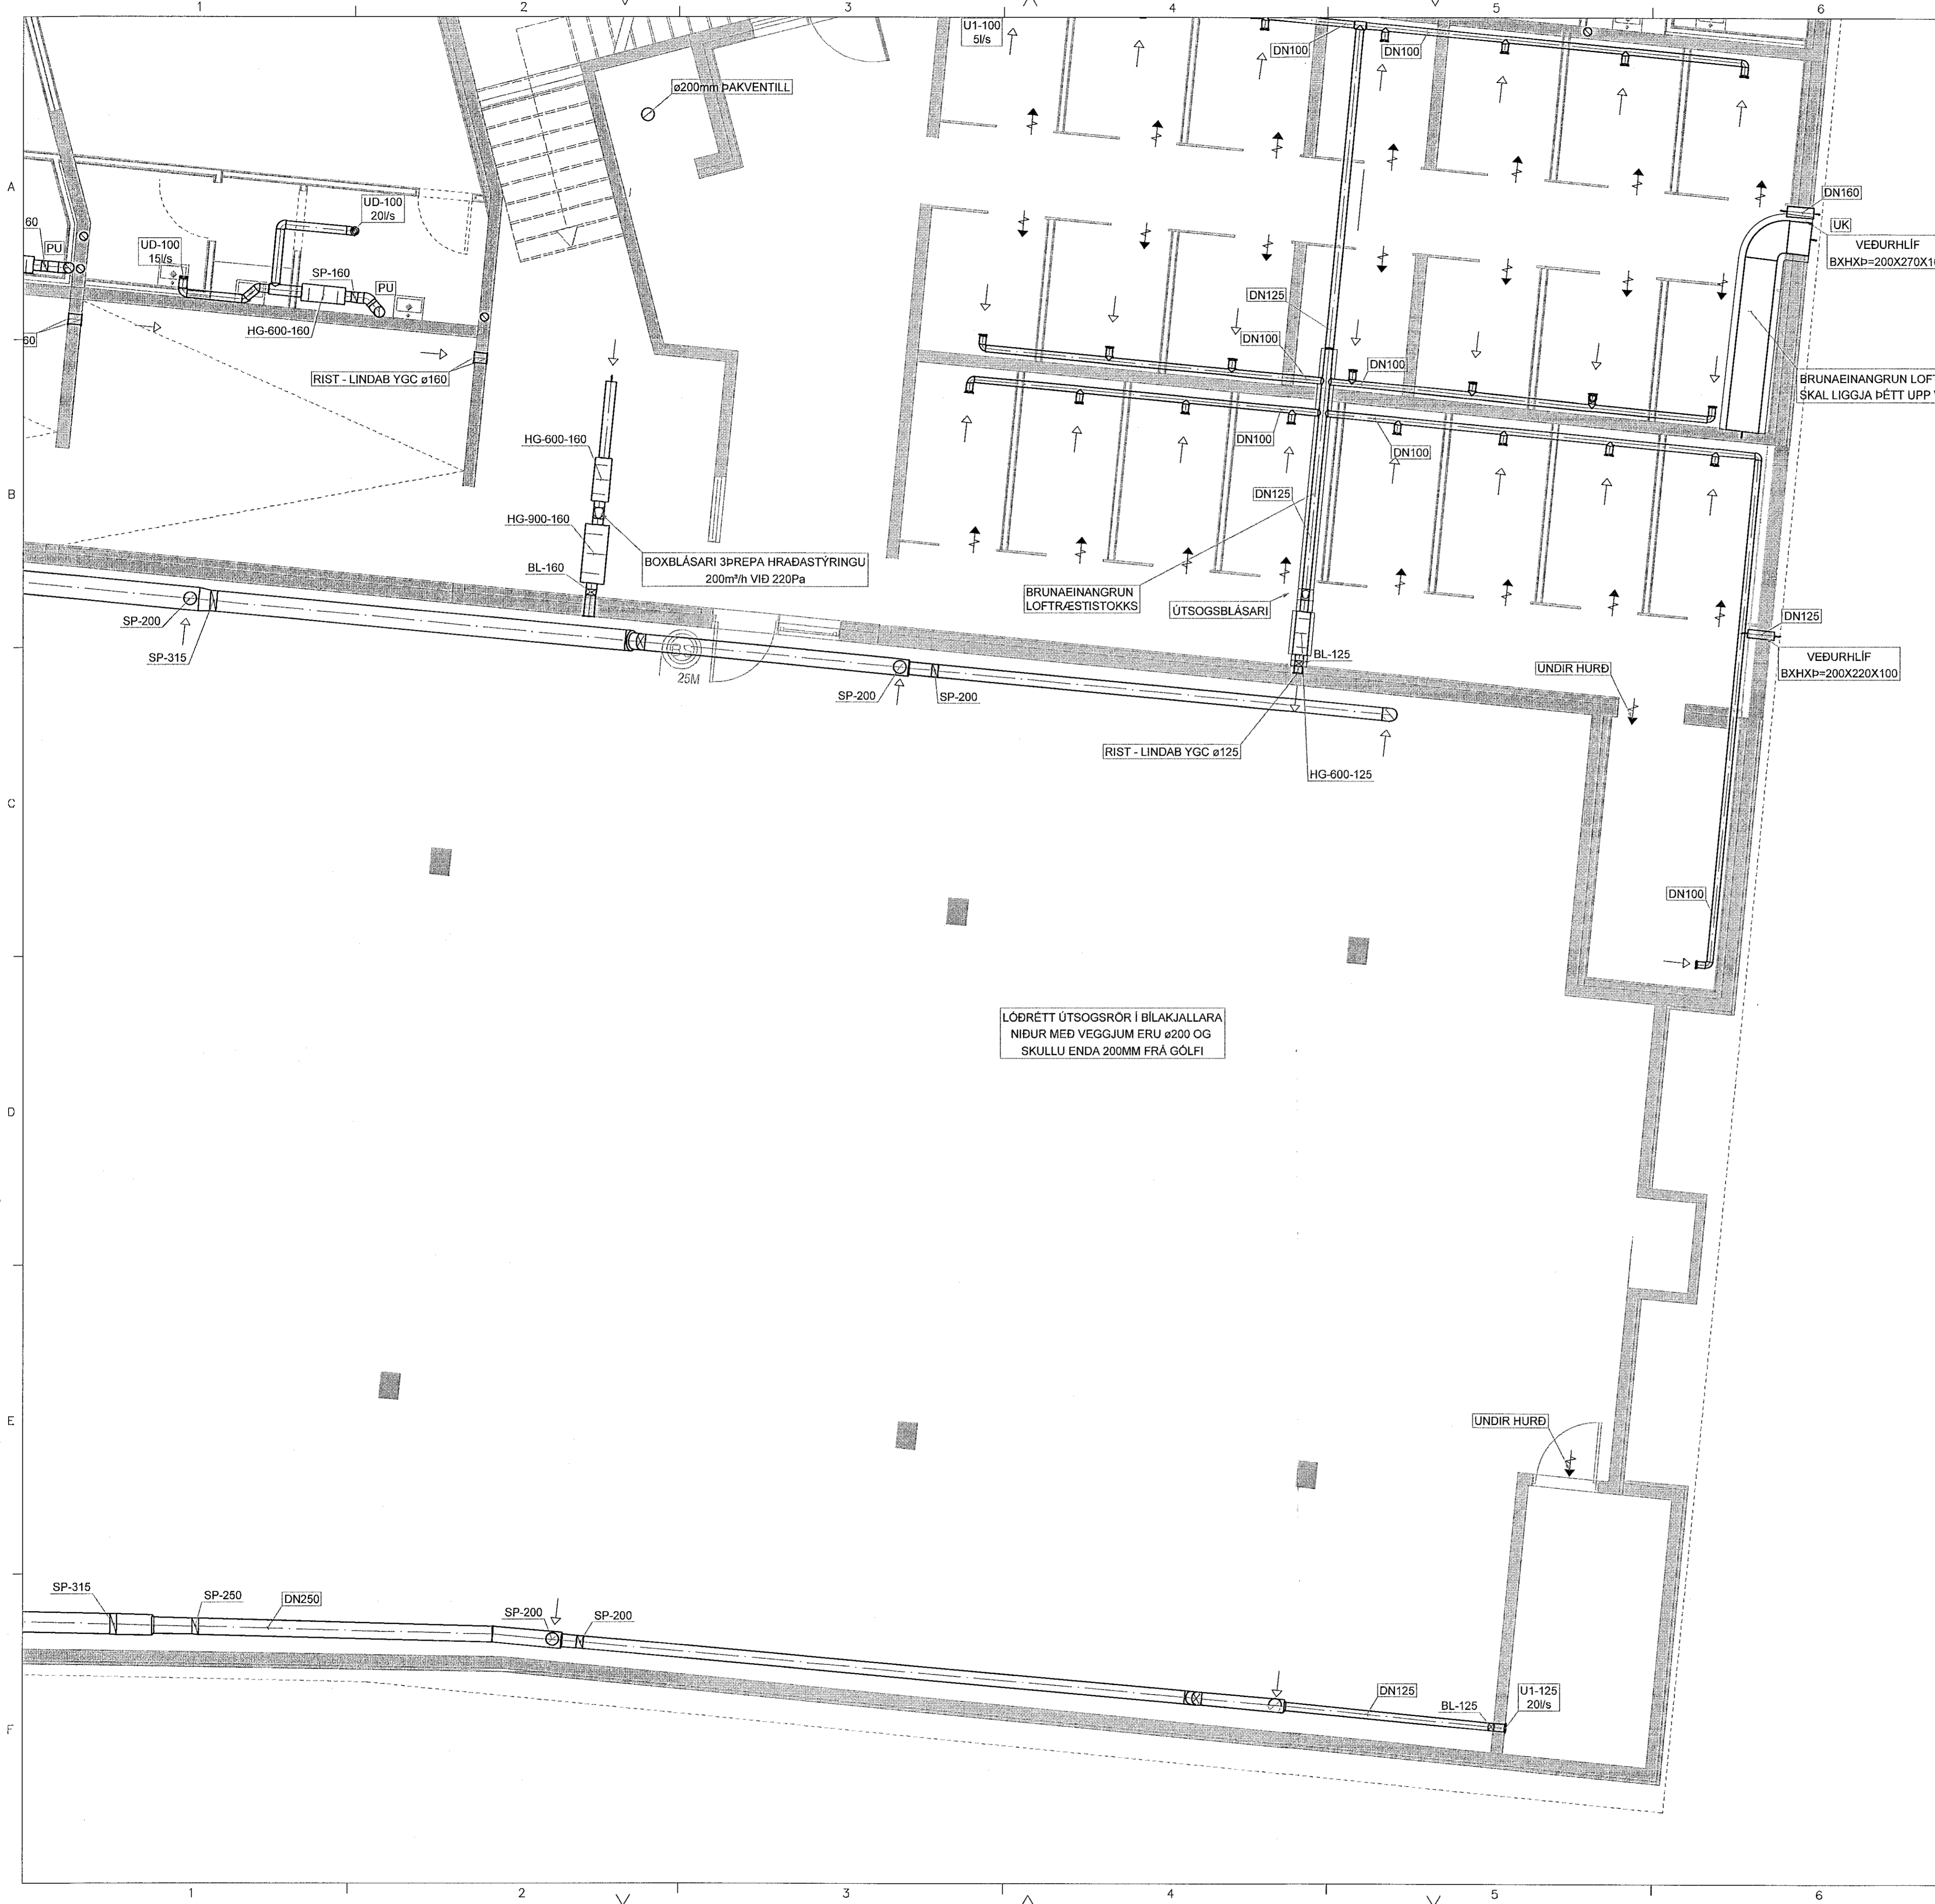 1
2
3
4
5
6
U1-100
5l/s
DN100
DN100
ø200mm ÞAKVENTILL
A
60
PU
UD-100
15l/s
UD-100
20l/s
SP-160
PU
HG-600-160
60
RIST - LINDAB YGC ø160
DN160
UK
VEÐURHLÍF
DN125
DN100
DN100
SKAL LIGGJA ÞÉTT UPP
B
HG-600-160
HG-900-160
BL-160
BOXBLÁSARI 3ÞREPA HRAÐASTÝRINGU
200m³/h VIÐ 220Pa
DN100
DN100
DN125
BRUNAEINANGRUN
LOFTRÆSTISTOKKS
ÚTSOGSBLÁSARI
SP-200
SP-315
25M
SP-200
SP-200
BL-125
UNDIR HURÐ
DN125
VEÐURHLÍF
BXHXÞ=200X220X100
RIST - LINDAB YGC ø125
HG-600-125
C
DN100
LÓÐRÉTT ÚTSOGSRÖR Í BÍLAKJALLARA
NIÐUR MEÐ VEGGJUM ERU ø200 OG
SKULLU ENDA 200MM FRÁ GÓLFI
D
E
UNDIR HURÐ
SP-315
SP-250
DN250
SP-200
SP-200
DN125
BL-125
U1-125
20l/s
F
1
2
3
4
5
6